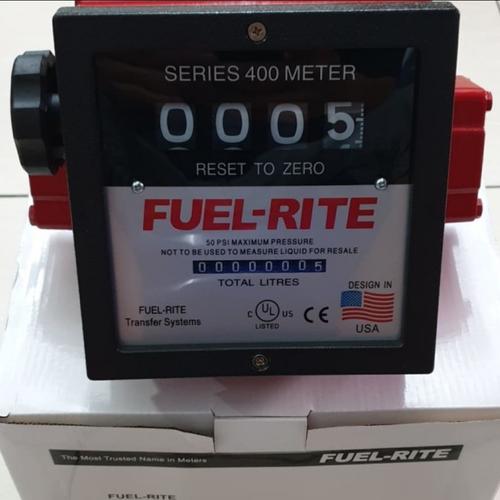 SERIES 400 METER
0005
RESET TO ZERO
FUEL-RITE
50 PSI MAXIMUM PRESSURE
NOT TO BE USED TO MEASURE LIQUID FOR RESALE
00000005
TOTAL LITRES
FUEL-RITE
Transfer Systems
C UL US
LISTED
CE
DESIGN IN
USA
The Most Trusted Name in Meters
FUEL-RITE
FUEL-RITE